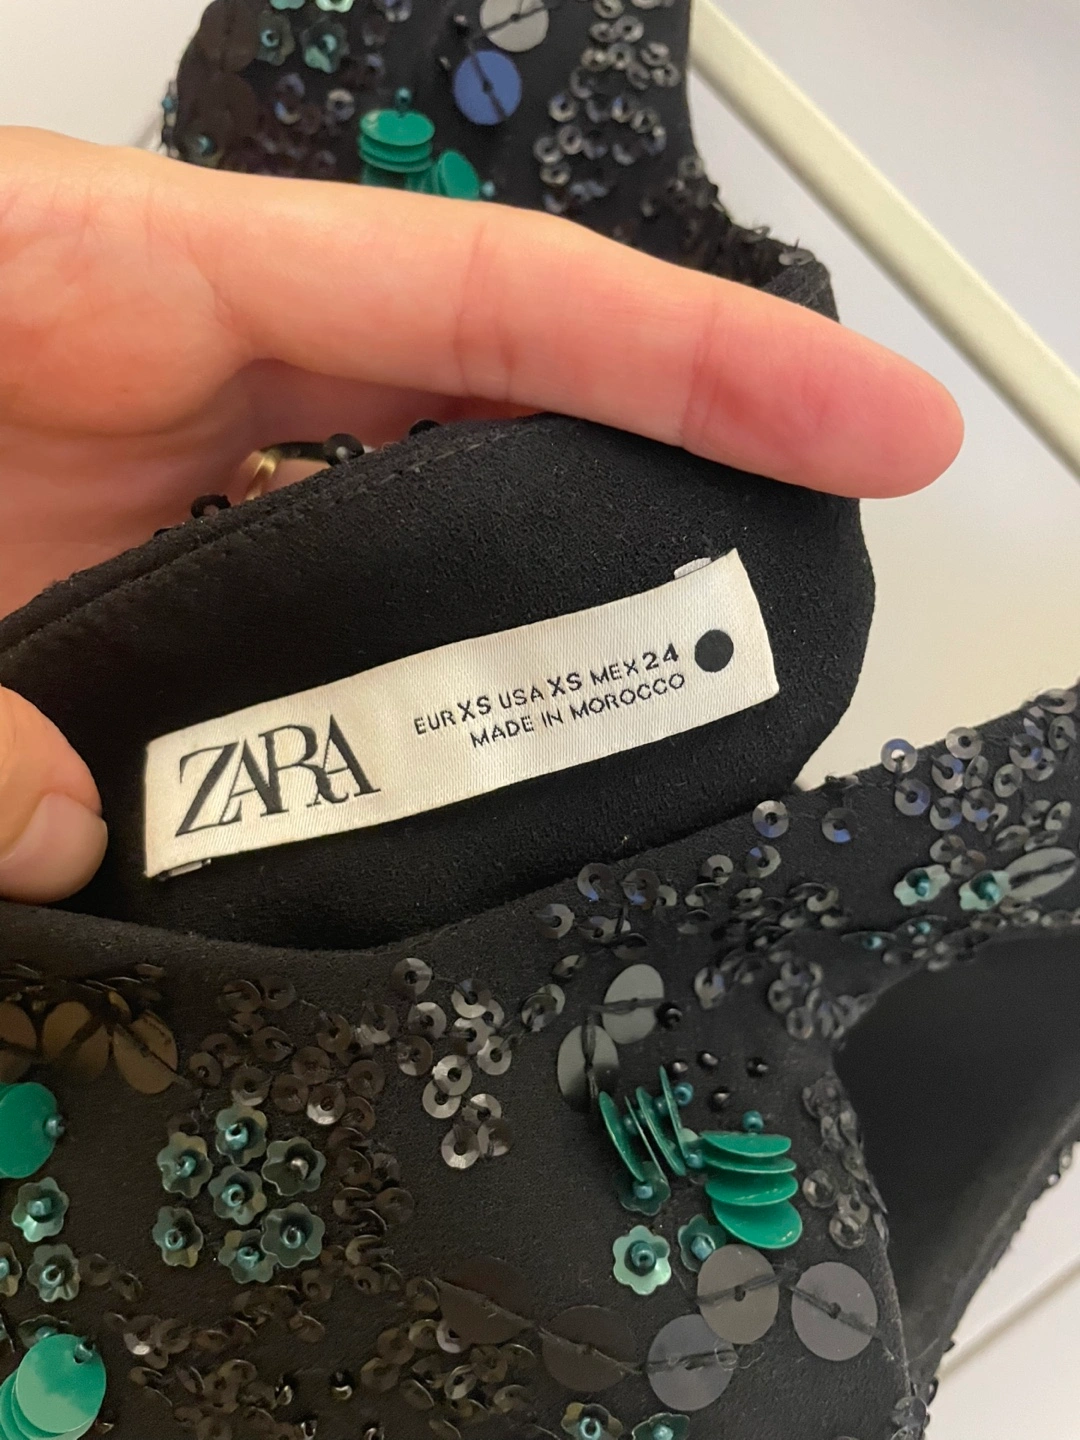 ZARA
EUR XS USA XS MEX 24
MADE IN MOROCCO